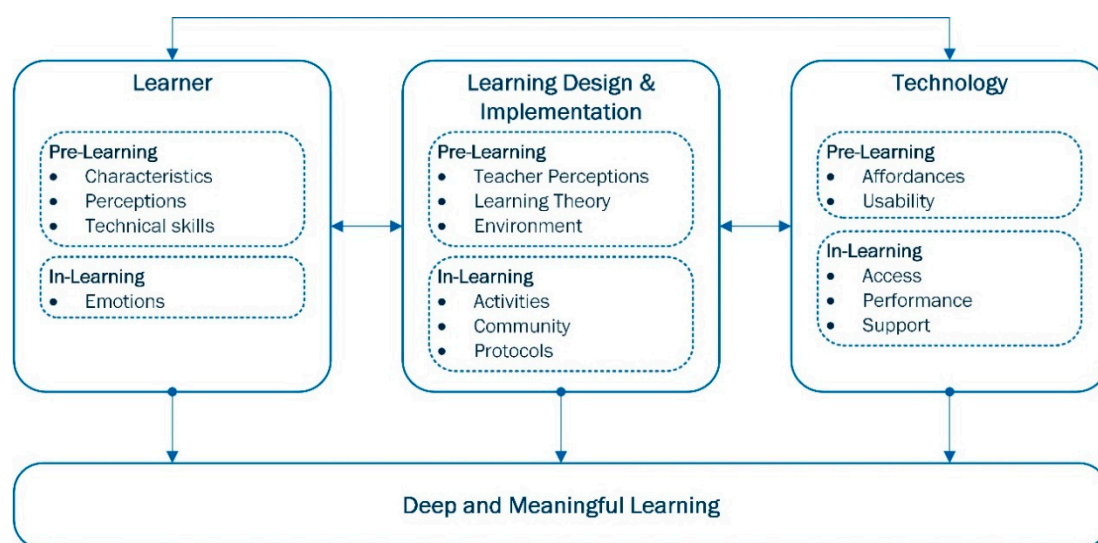 Learner
Pre-Learning
• Characteristics
• Perceptions
• Technical skills
In-Learning
• Emotions
Learning Design &
Implementation
Pre-Learning
• Teacher Perceptions
• Learning Theory
• Environment
In-Learning
• Activities
• Community
• Protocols
Technology
Pre-Learning
• Affordances
• Usability
In-Learning
• Access
• Performance
• Support
Deep and Meaningful Learning